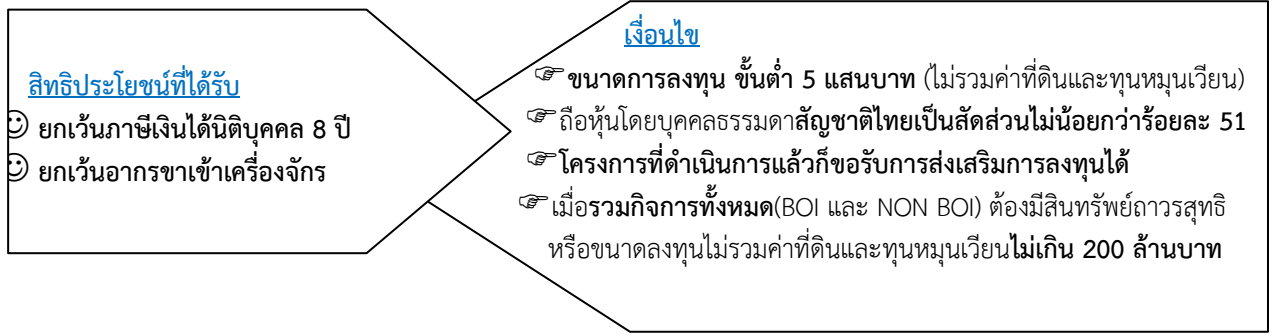 สิทธิประโยชน์ที่ได้รับ
☺ ยกเว้นภาษีเงินได้นิติบุคคล 8 ปี
☺ ยกเว้นอากรขาเข้าเครื่องจักร
เงื่อนไข
☞ ขนาดการลงทุน ขั้นต่ำ 5 แสนบาท (ไม่รวมค่าที่ดินและทุนหมุนเวียน)
☞ ถือหุ้นโดยบุคคลธรรมดาสัญชาติไทยเป็นสัดส่วนไม่น้อยกว่าร้อยละ 51
☞ โครงการที่ดำเนินการแล้วก็ขอรับการส่งเสริมการลงทุนได้
☞ เมื่อรวมกิจการทั้งหมด(BOI และ NON BOI) ต้องมีสินทรัพย์ถาวรสุทธิ
หรือขนาดลงทุนไม่รวมค่าที่ดินและทุนหมุนเวียนไม่เกิน 200 ล้านบาท